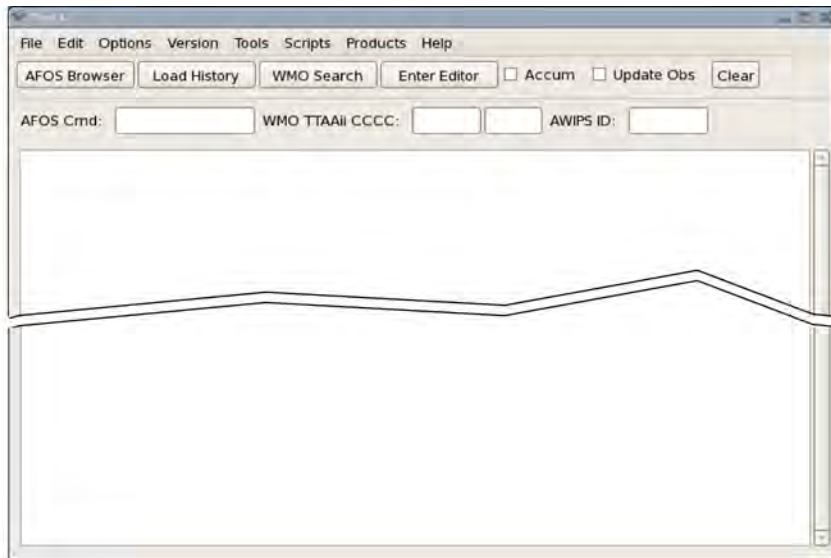 File Edit Options Version Tools Scripts Products Help
AFOS Browser Load History WMO Search Enter Editor Accum Update Obs Clear
AFOS Cmd: WMO TTAAii CCCC: AWIPS ID: